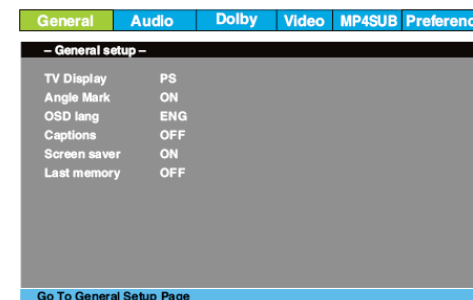 General Audio Dolby Video MP4SUB Preferenc
– General setup –
TV Display PS
Angle Mark ON
OSD lang ENG
Captions OFF
Screen saver ON
Last memory OFF
Go To General Setup Page